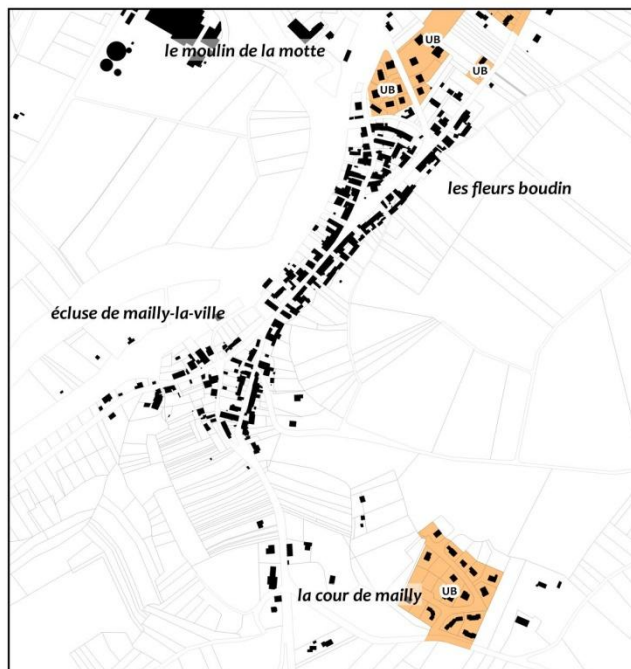 UB
le moulin de la motte
UB
UB
les fleurs boudin
écluse de mailly-la-ville
UB
la cour de mailly